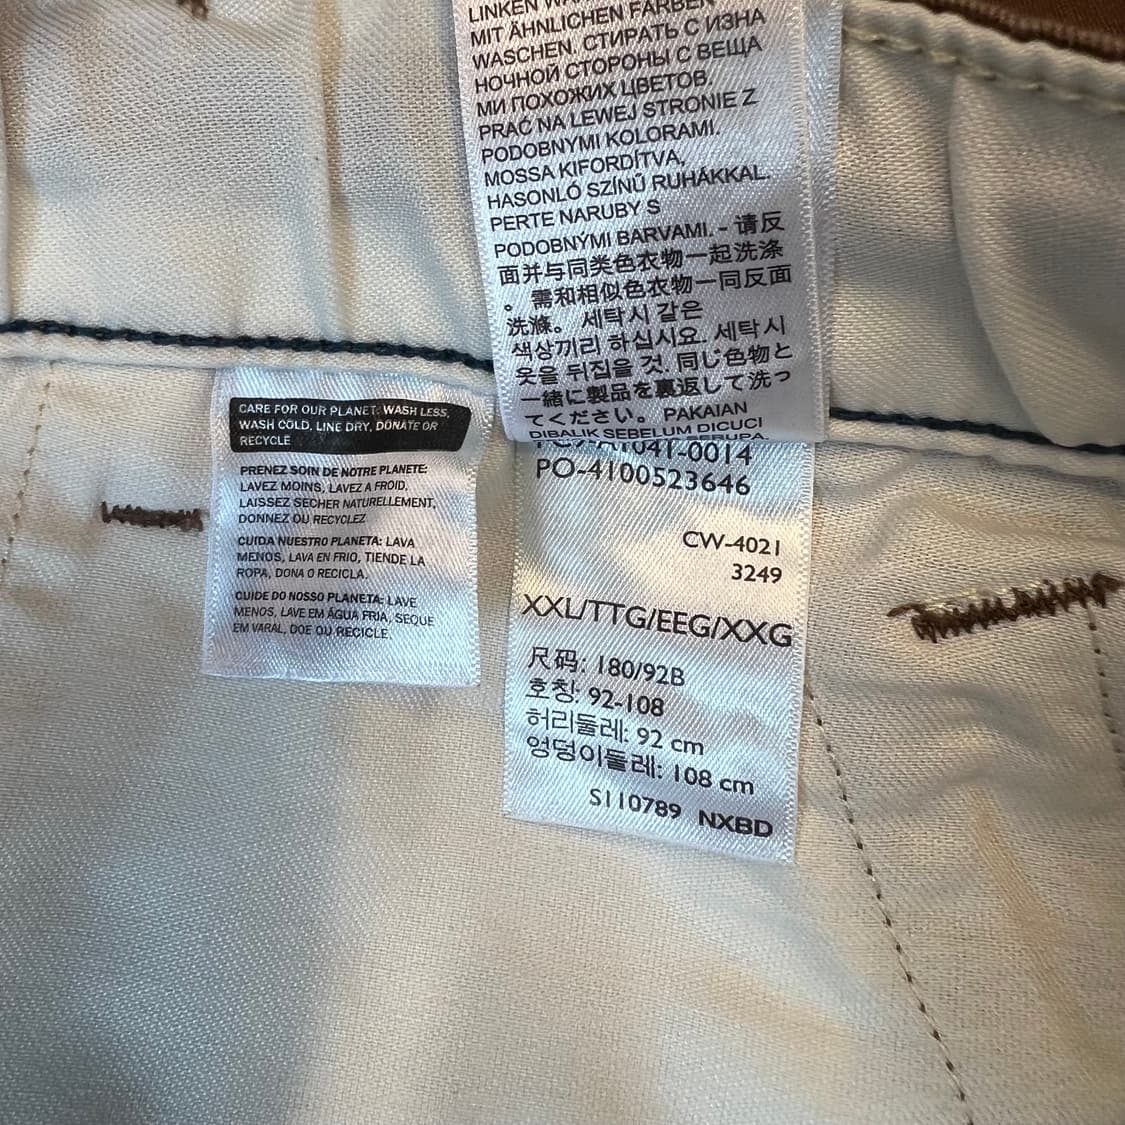 LINKEN
MIT ÄHNLICHEN FARBEN
WASCHEN. СТИРАТЬ С ИЗНА
НОЧНОЙ СТОРОНЫ С ВЕЩА
МИ ПОХОЖИХ ЦВЕТОВ.
PRAĆ NA LEWEJ STRONIE Z
PODOBNYMI KOLORAMI.
MOSSA KIFORDÍTVA,
HASONLÓ SZÍNŰ RUHÁKKAL.
PERTE NARUBY S
PODOBNÝMI BARVAMI. - 请反
面并与同类色衣物一起洗涤
。需和相似色衣物一同反面
洗滌。 세탁시 같은
색상끼리 하십시요. 세탁 시
옷을 뒤집을 것. 同じ色物と
一緒に製品を裏返して洗っ
てください。 PAKAIAN
DIBALIK SEBELUM DICUCI
CARE FOR OUR PLANET: WASH LESS,
WASH COLD, LINE DRY, DONATE OR
RECYCLE
PRENEZ SOIN DE NOTRE PLANETE:
LAVEZ MOINS, LAVEZ A FROID,
LAISSEZ SECHER NATURELLEMENT,
DONNEZ OU RECYCLEZ
CUIDA NUESTRO PLANETA: LAVA
MENOS, LAVA EN FRIO, TIENDE LA
ROPA, DONA O RECICLA.
CUIDE DO NOSSO PLANETA: LAVE
MENOS, LAVE EM ÁGUA FRIA, SEQUE
EM VARAL, DOE OU RECICLE.
PO-4100523646
CW-4021
3249
XXL/TTG/EEG/XXG
尺码: 180/92B
호칭: 92-108
허리둘레: 92 cm
엉덩이둘레: 108 cm
S110789 NXBD